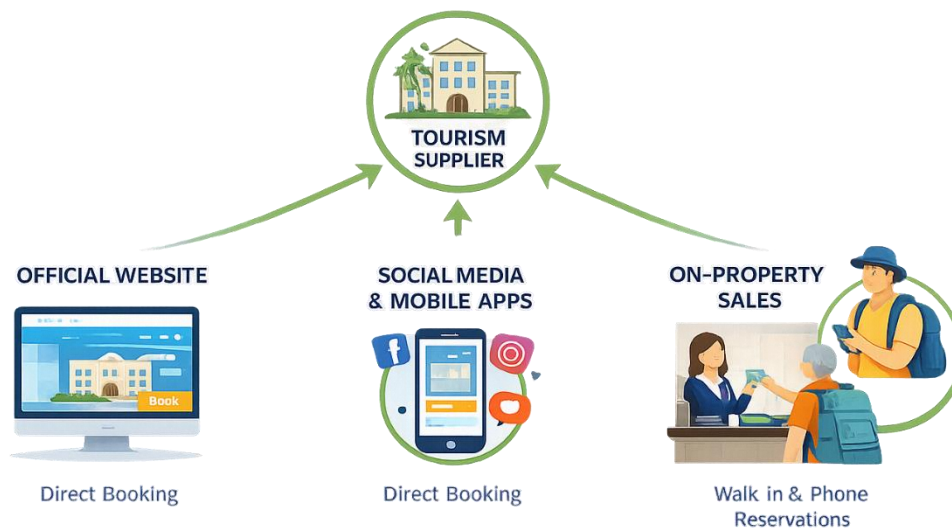 TOURISM
SUPPLIER
OFFICIAL WEBSITE
SOCIAL MEDIA
& MOBILE APPS
ON-PROPERTY
SALES
Book
Direct Booking
Direct Booking
Walk in & Phone
Reservations